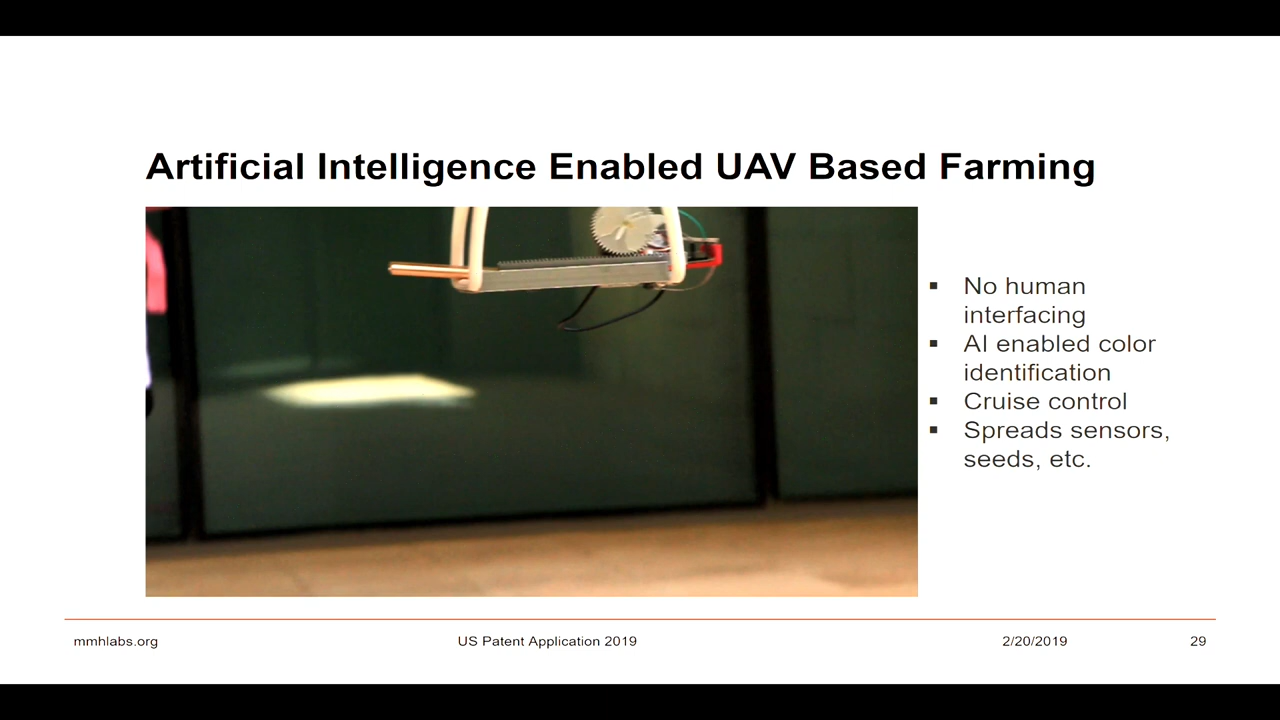 Artificial Intelligence Enabled UAV Based Farming
▪ No human
interfacing
▪ AI enabled color
identification
▪ Cruise control
▪ Spreads sensors,
seeds, etc.
mmhlabs.org
US Patent Application 2019
2/20/2019
29